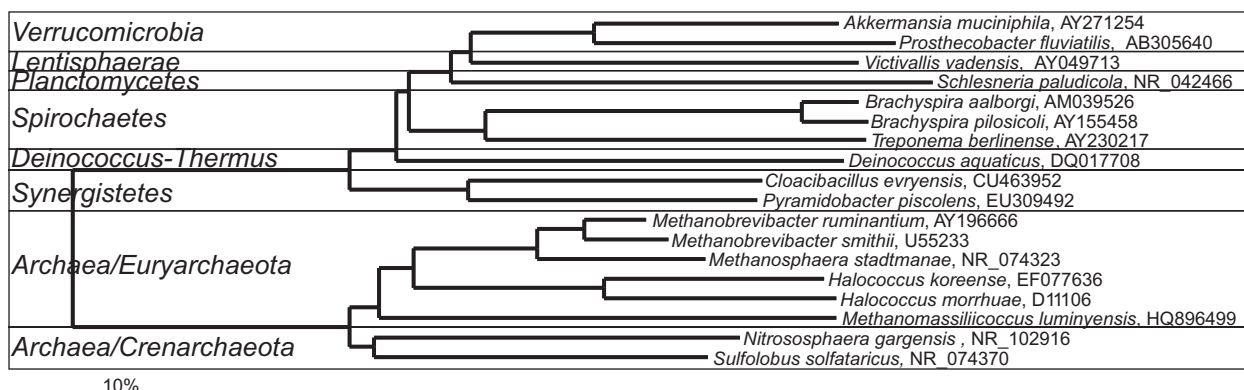 Verrucomicrobia
Akkermansia muciniphila, AY271254
Prosthecobacter fluviatilis, AB305640
Lentisphaerae
Victivallis vadensis, AY049713
Planctomycetes
Schlesneria paludicola, NR_042466
Spirochaetes
Brachyspira aalborgi, AM039526
Brachyspira pilosicoli, AY155458
Treponema berlinense, AY230217
Deinococcus-Thermus
Deinococcus aquaticus, DQ017708
Synergistetes
Cloacibacillus evryensis, CU463952
Pyramidobacter piscolens, EU309492
Archaea/Euryarchaeota
Methanobrevibacter ruminantium, AY196666
Methanobrevibacter smithii, U55233
Methanosphaera stadtmanae, NR_074323
Halococcus koreense, EF077636
Halococcus morrhuae, D11106
Methanomassiliicoccus luminyensis, HQ896499
Archaea/Crenarchaeota
Nitrososphaera gargensis , NR_102916
Sulfolobus solfataricus, NR_074370
10%